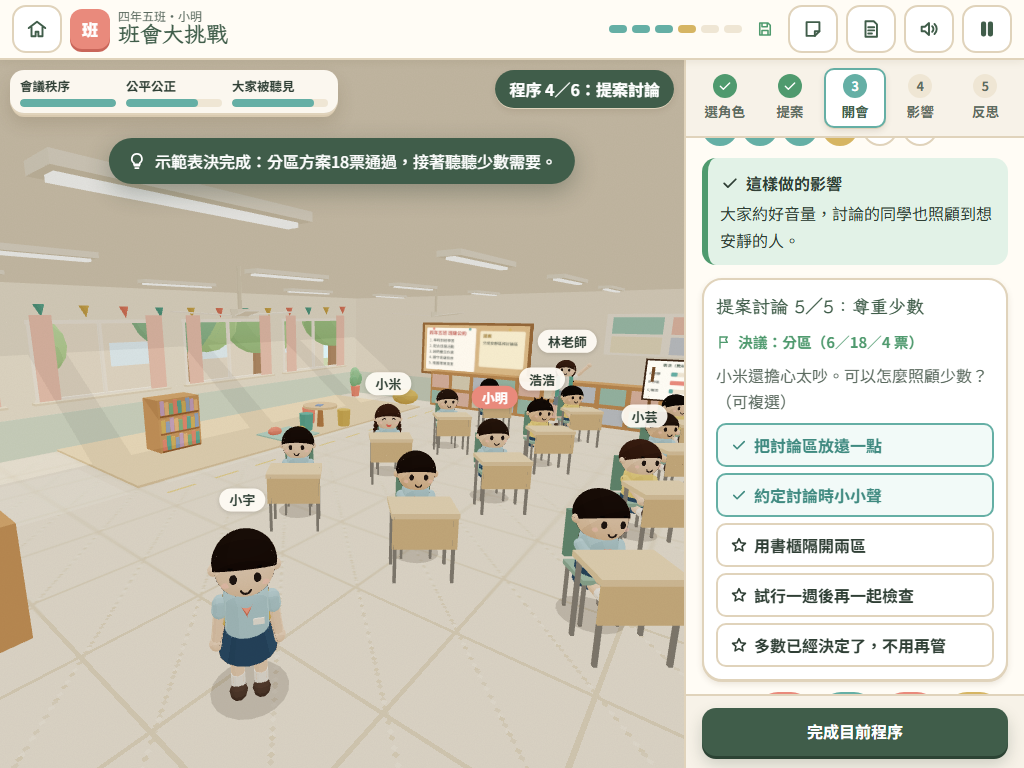 班
四年五班・小明
班會大挑戰
會議秩序
公平公正
大家被聽見
程序 4／6：提案討論
示範表決完成：分區方案18票通過，接著聽聽少數需要。
林老師
浩浩
小米
小明
小芸
小宇
選角色
提案
3
開會
4
影響
5
反思
這樣做的影響
大家約好音量，討論的同學也照顧到想
安靜的人。
提案討論 5／5：尊重少數
決議：分區（6／18／4 票）
小米還擔心太吵。可以怎麼照顧少數？
（可複選）
把討論區放遠一點
約定討論時小小聲
用書櫃隔開兩區
試行一週後再一起檢查
多數已經決定了，不用再管
完成目前程序